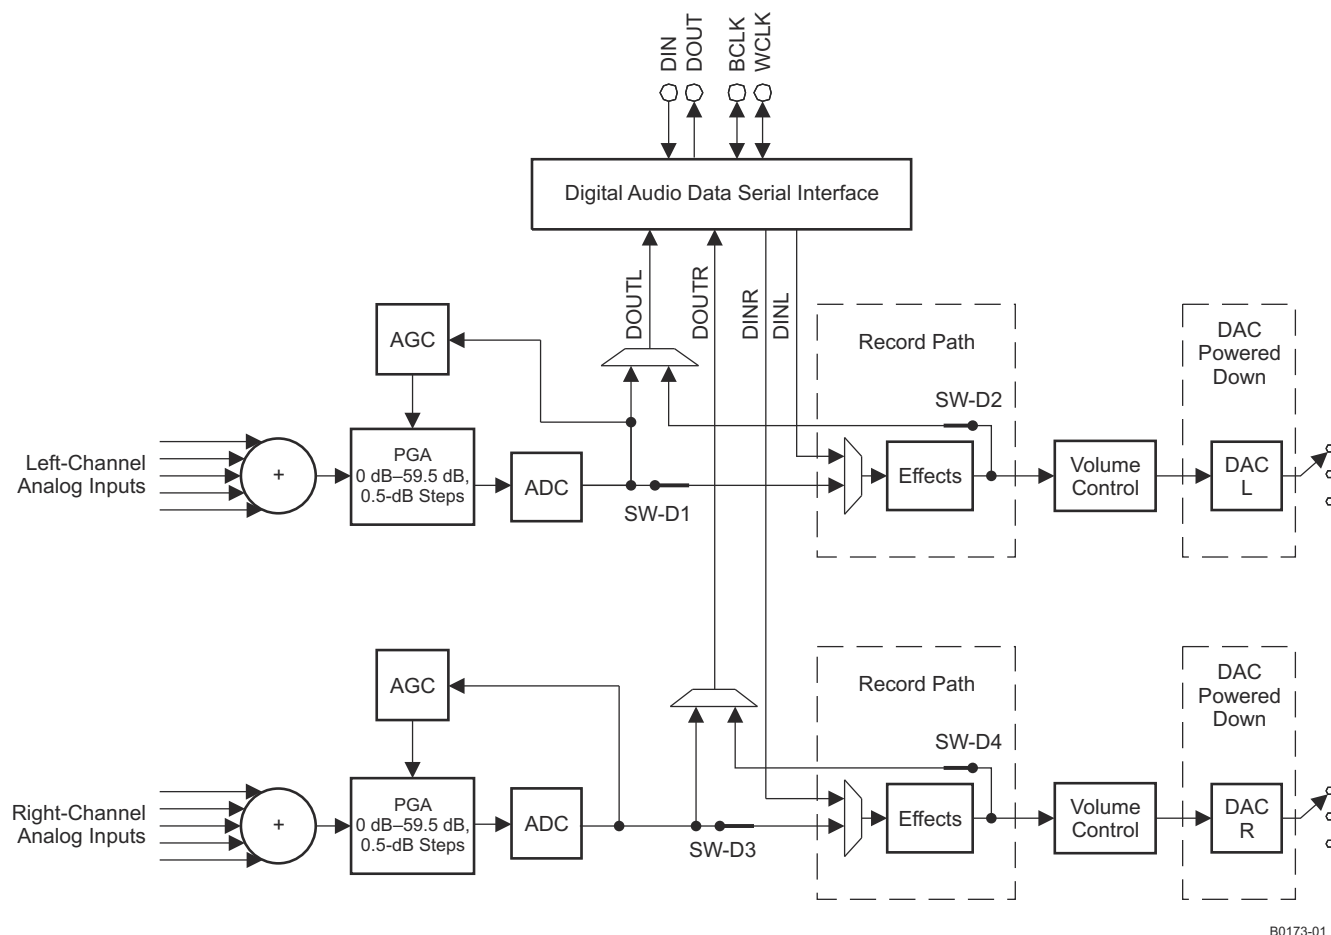 DIN
DOUT
BCLK
WCLK
Digital Audio Data Serial Interface
DOUTL
DOUTR
DINR
DINL
AGC
Record Path
DAC
Powered
Down
SW-D2
Left-Channel
Analog Inputs
+
PGA
0 dB–59.5 dB,
0.5-dB Steps
ADC
SW-D1
Effects
Volume
Control
DAC
L
AGC
Record Path
DAC
Powered
Down
SW-D4
Right-Channel
Analog Inputs
+
PGA
0 dB–59.5 dB,
0.5-dB Steps
ADC
SW-D3
Effects
Volume
Control
DAC
R
B0173-01